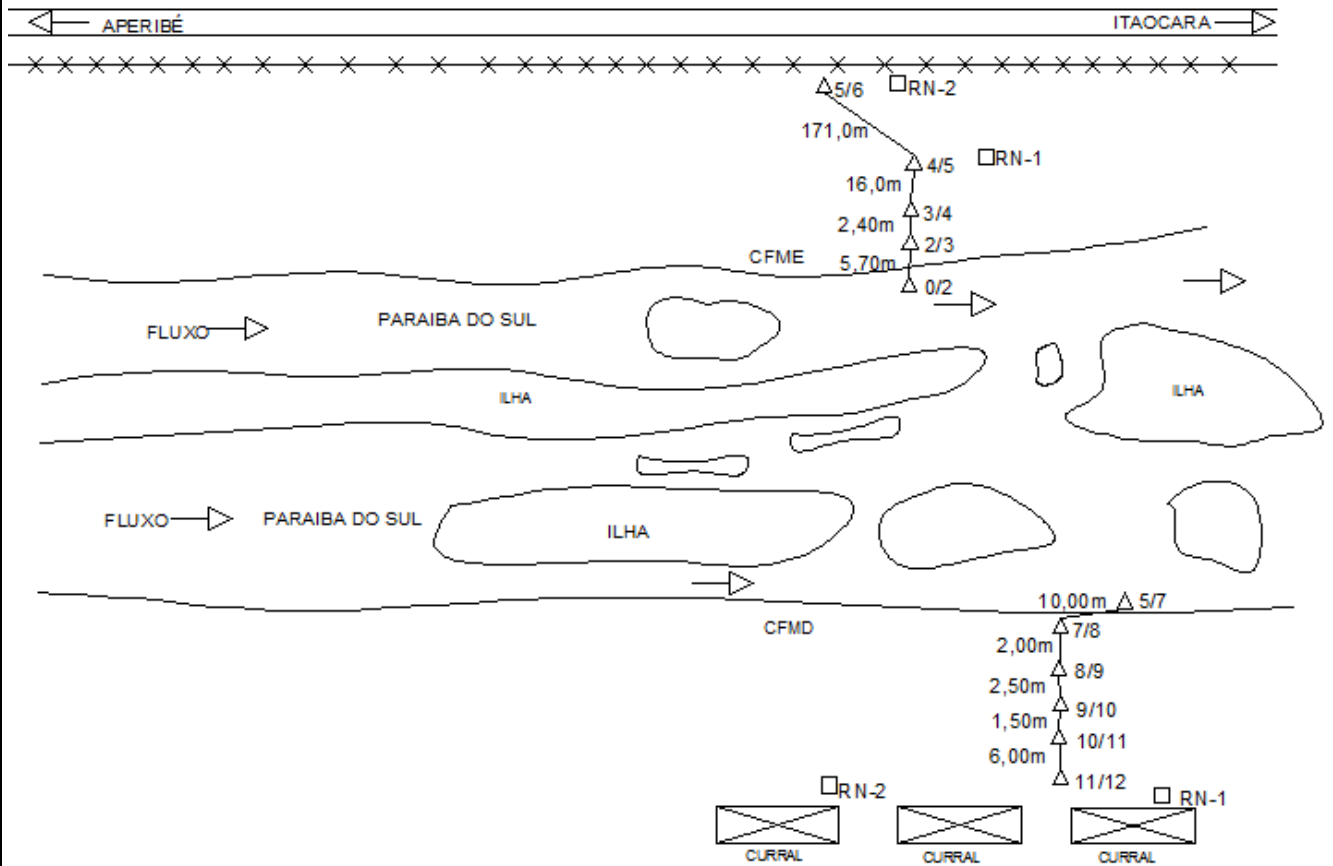 APERIBÉ
ITAOCARA
5/6
RN-2
171,0m
4/5
RN-1
16,0m
3/4
2,40m
2/3
CFME
5,70m
0/2
FLUXO
PARAIBA DO SUL
ILHA
ILHA
FLUXO
PARAIBA DO SUL
ILHA
10,00m
5/7
CFMD
7/8
2,00m
8/9
2,50m
9/10
1,50m
10/11
6,00m
11/12
RN-2
RN-1
CURRAL
CURRAL
CURRAL